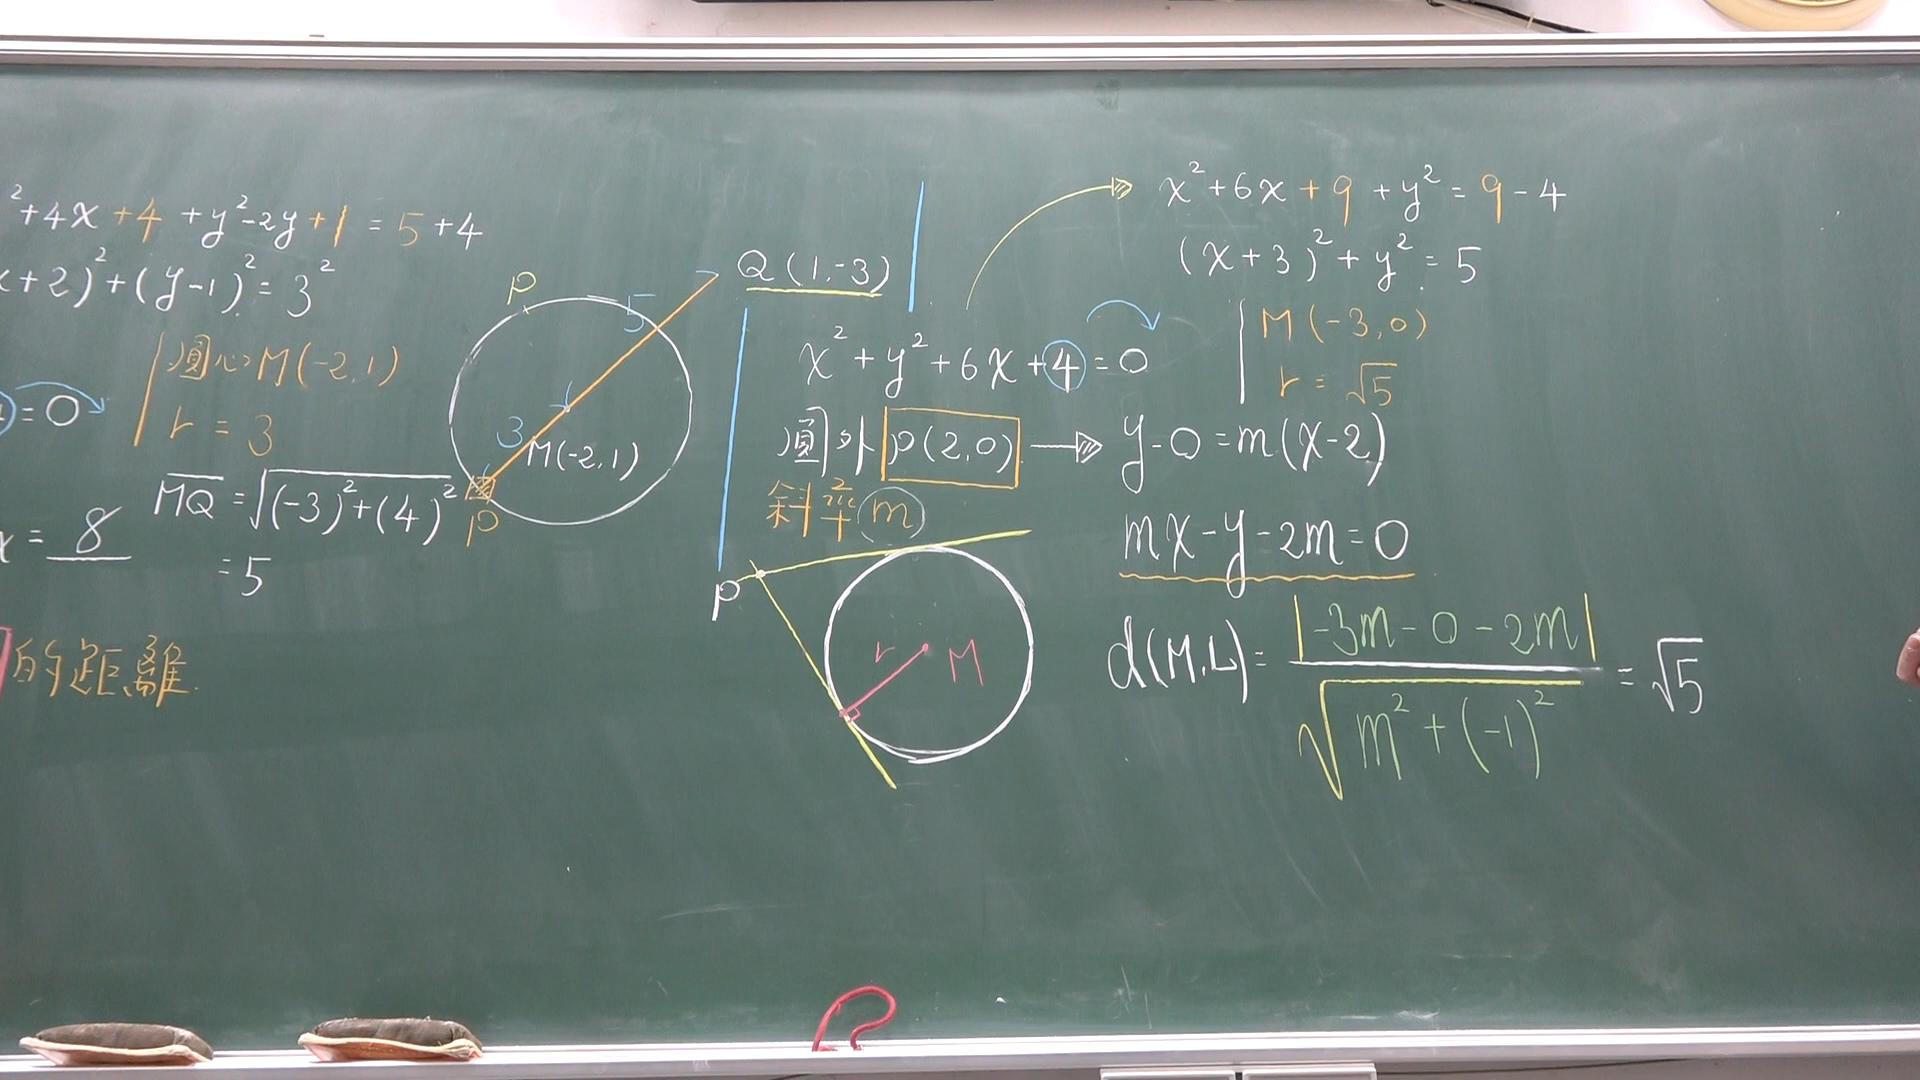 ²+4x+4 +y²-2y+1 = 5+4
x+2)²+(y-1)² = 3²
圓心 M(-2,1)
=0
r = 3
MQ = √(-3)²+(4)²
= 8
= 5
的距離
P
5
3
M(-2,1)
P
Q(1,-3)
x²+y²+6x+4=0
圓外 P(2,0)
斜率 m
P
r
M
x²+6x+9+y² = 9-4
(x+3)²+y² = 5
M(-3,0)
r = √5
y-0 = m(x-2)
mx-y-2m=0
d(M,L) = |-3m-0-2m| / √m²+(-1)² = √5